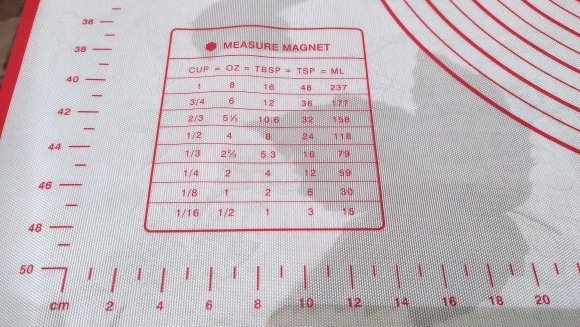 36
38
40
42
44
46
48
50
MEASURE MAGNET
CUP = OZ = TBSP = TSP = ML
1 8 16 48 237
3/4 6 12 36 177
2/3 5⅓ 10.6 32 158
1/2 4 8 24 118
1/3 2⅔ 5.3 16 79
1/4 2 4 12 59
1/8 1 2 6 30
1/16 1/2 1 3 15
cm 2 4 6 8 10 12 14 16 18 20